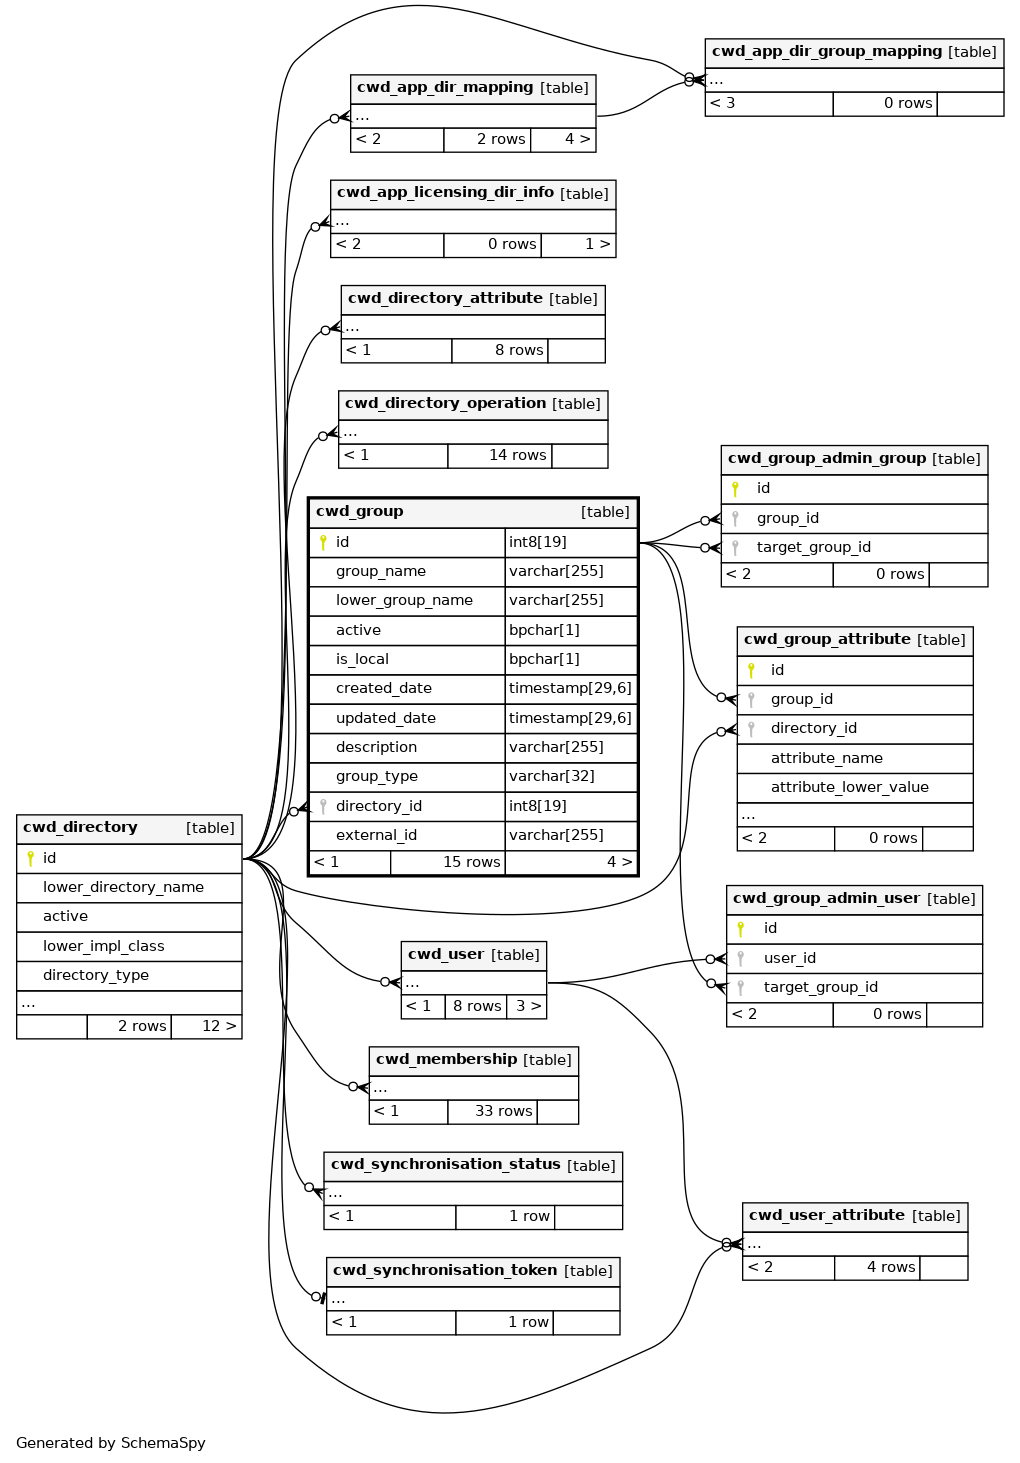 cwd_app_dir_group_mapping [table]
...
< 3 0 rows
cwd_app_dir_mapping [table]
...
< 2 2 rows 4 >
cwd_app_licensing_dir_info [table]
...
< 2 0 rows 1 >
cwd_directory_attribute [table]
...
< 1 8 rows
cwd_directory_operation [table]
...
< 1 14 rows
cwd_group [table]
id int8[19]
group_name varchar[255]
lower_group_name varchar[255]
active bpchar[1]
is_local bpchar[1]
created_date timestamp[29,6]
updated_date timestamp[29,6]
description varchar[255]
group_type varchar[32]
directory_id int8[19]
external_id varchar[255]
< 1 15 rows 4 >
cwd_group_admin_group [table]
id
group_id
target_group_id
< 2 0 rows
cwd_group_attribute [table]
id
group_id
directory_id
attribute_name
attribute_lower_value
...
< 2 0 rows
cwd_directory [table]
id
lower_directory_name
active
lower_impl_class
directory_type
...
2 rows 12 >
cwd_group_admin_user [table]
id
user_id
target_group_id
< 2 0 rows
cwd_user [table]
...
< 1 8 rows 3 >
cwd_membership [table]
...
< 1 33 rows
cwd_synchronisation_status [table]
...
< 1 1 row
cwd_user_attribute [table]
...
< 2 4 rows
cwd_synchronisation_token [table]
...
< 1 1 row
Generated by SchemaSpy